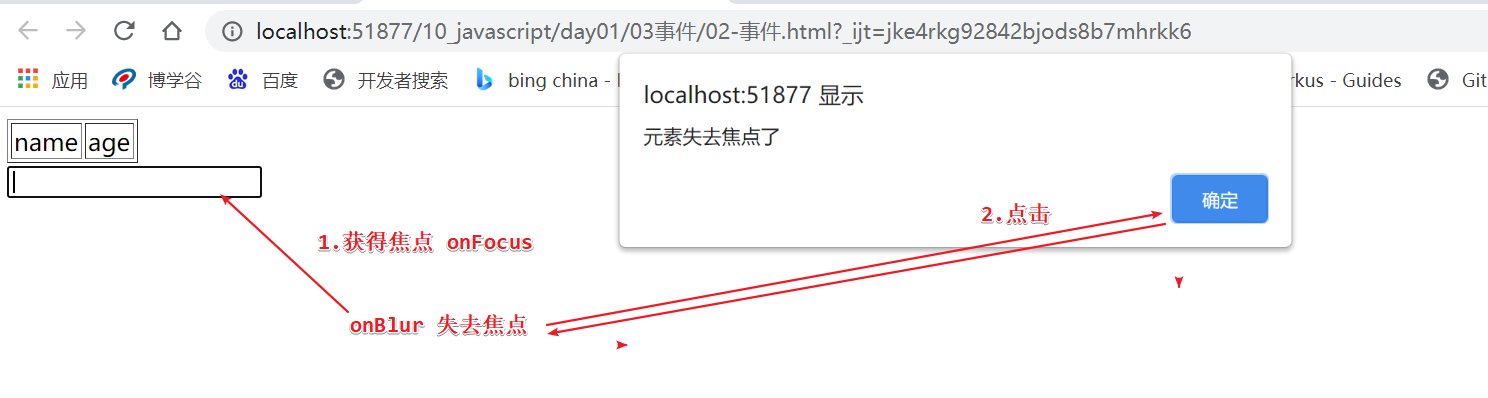 localhost:51877/10_javascript/day01/03事件/02-事件.html?_ijt=jke4rkg92842bjods8b7mhrkk6
应用 博学谷 百度 开发者搜索 bing china - rkus - Guides Git
localhost:51877 显示
元素失去焦点了
确定
name age
1.获得焦点 onFocus
2.点击
onBlur 失去焦点